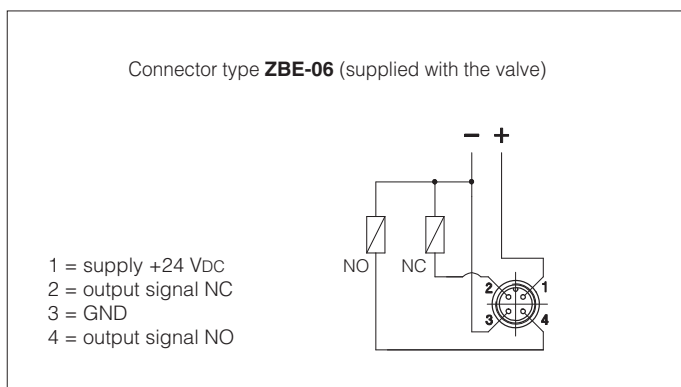 Connector type ZBE-06 (supplied with the valve)
− +
NO NC
1 = supply +24 VDC
2 = output signal NC
3 = GND
4 = output signal NO
2 1
3 4